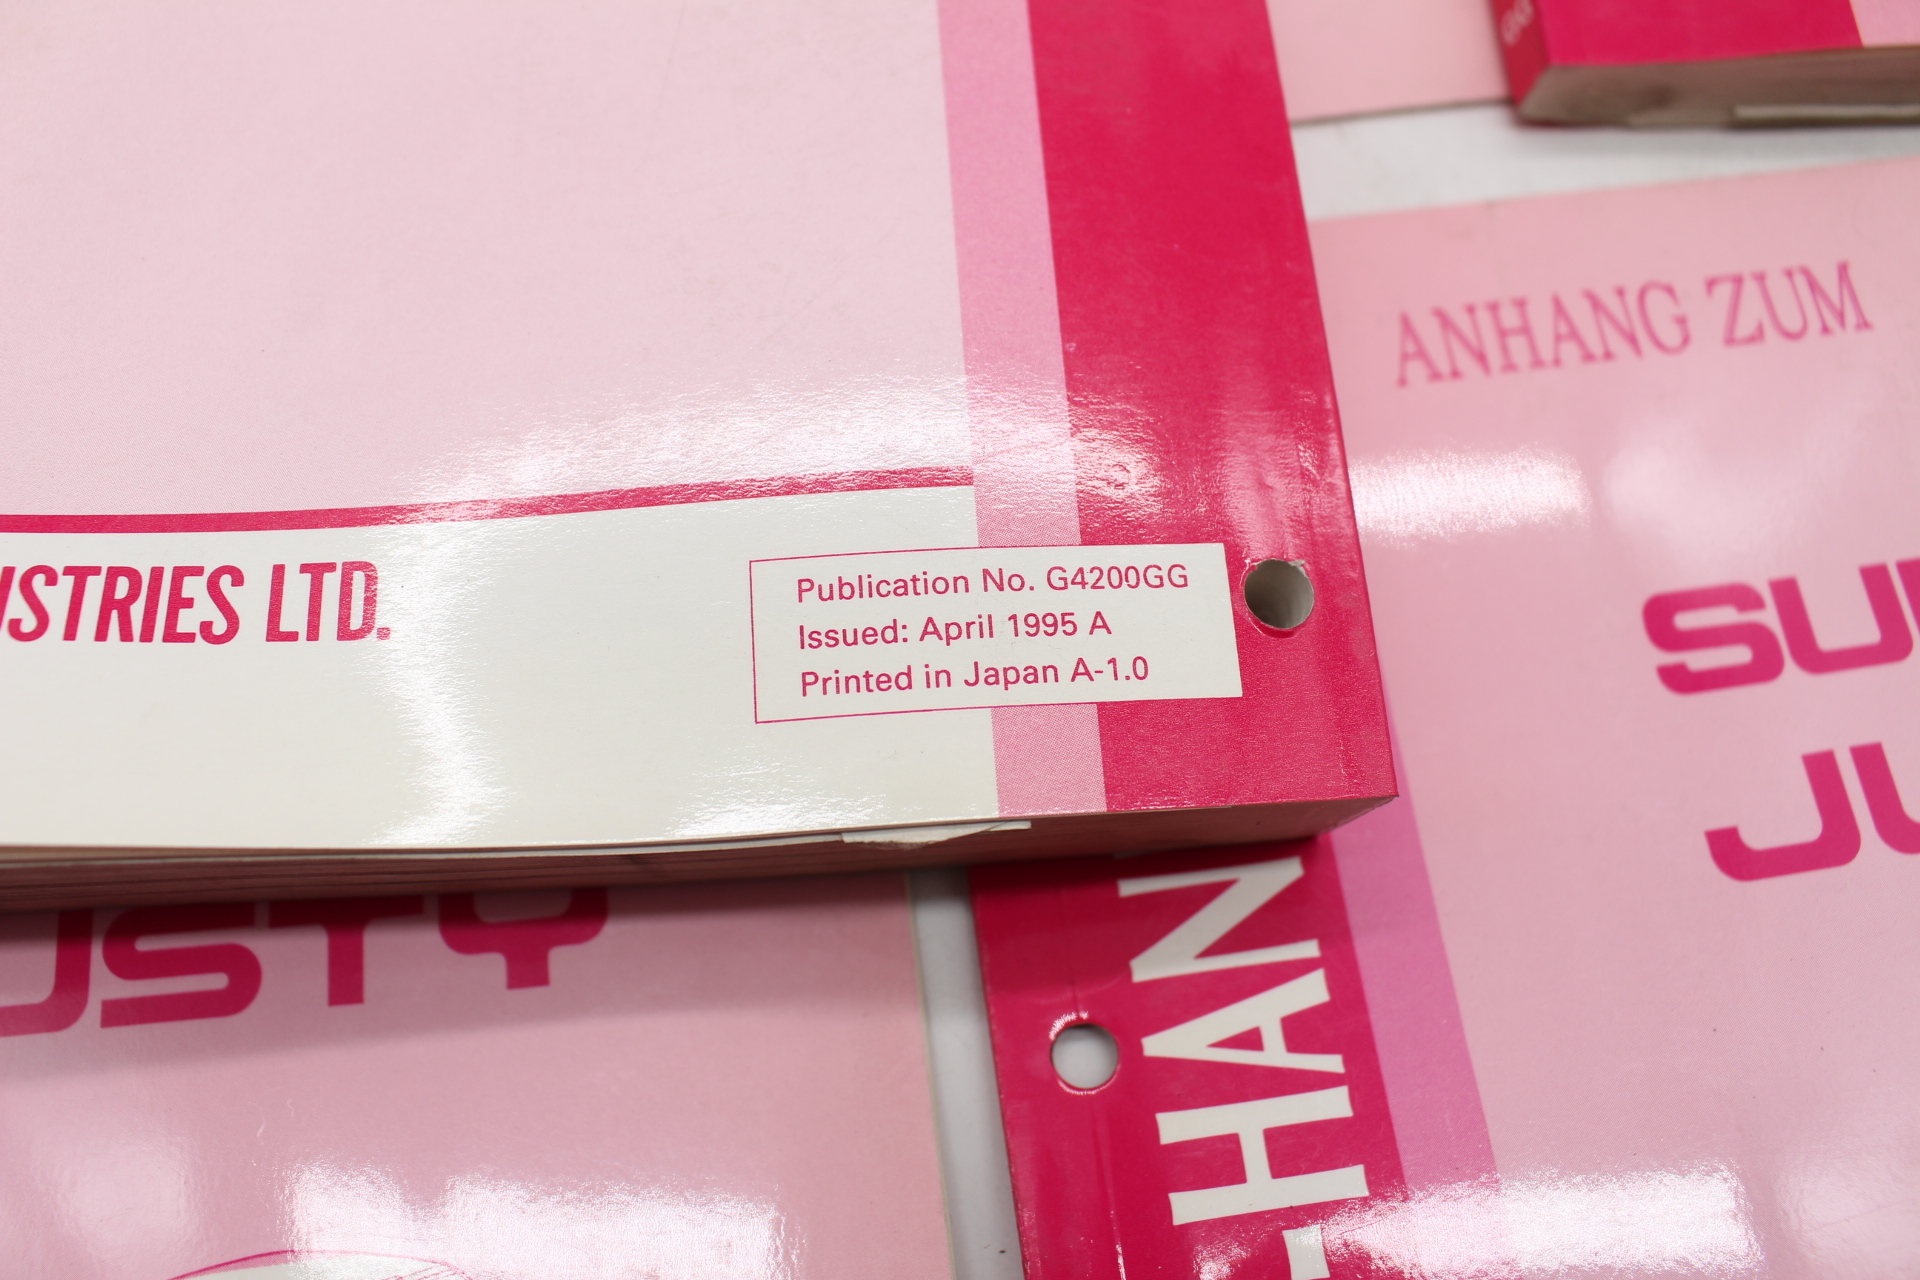 USTRIES LTD.
Publication No. G4200GG
Issued: April 1995 A
Printed in Japan A-1.0
ANHANG ZUM
SU
JU
USTY
-HAN
GG